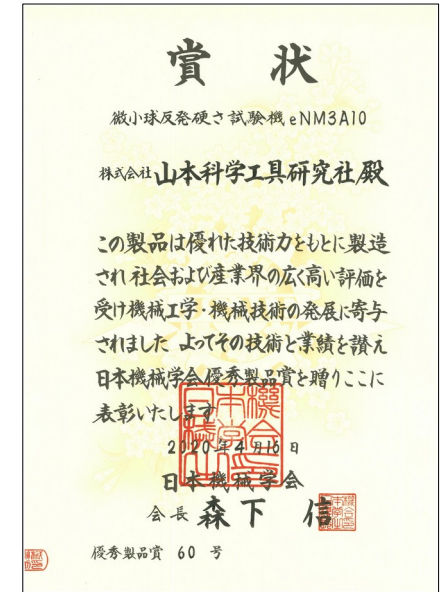 賞 状
微小球反発硬さ試験機 eNM3A10
株式会社 山本科学工具研究社 殿
この製品は優れた技術力をもとに製造
され社会および産業界の広く高い評価を
受け機械工学・機械技術の発展に寄与
されました よってその技術と業績を讃え
日本機械学会優秀製品賞を贈りここに
表彰いたします
2020年4月16日
日本機械学会
会長 森下 信
優秀製品賞 60 号